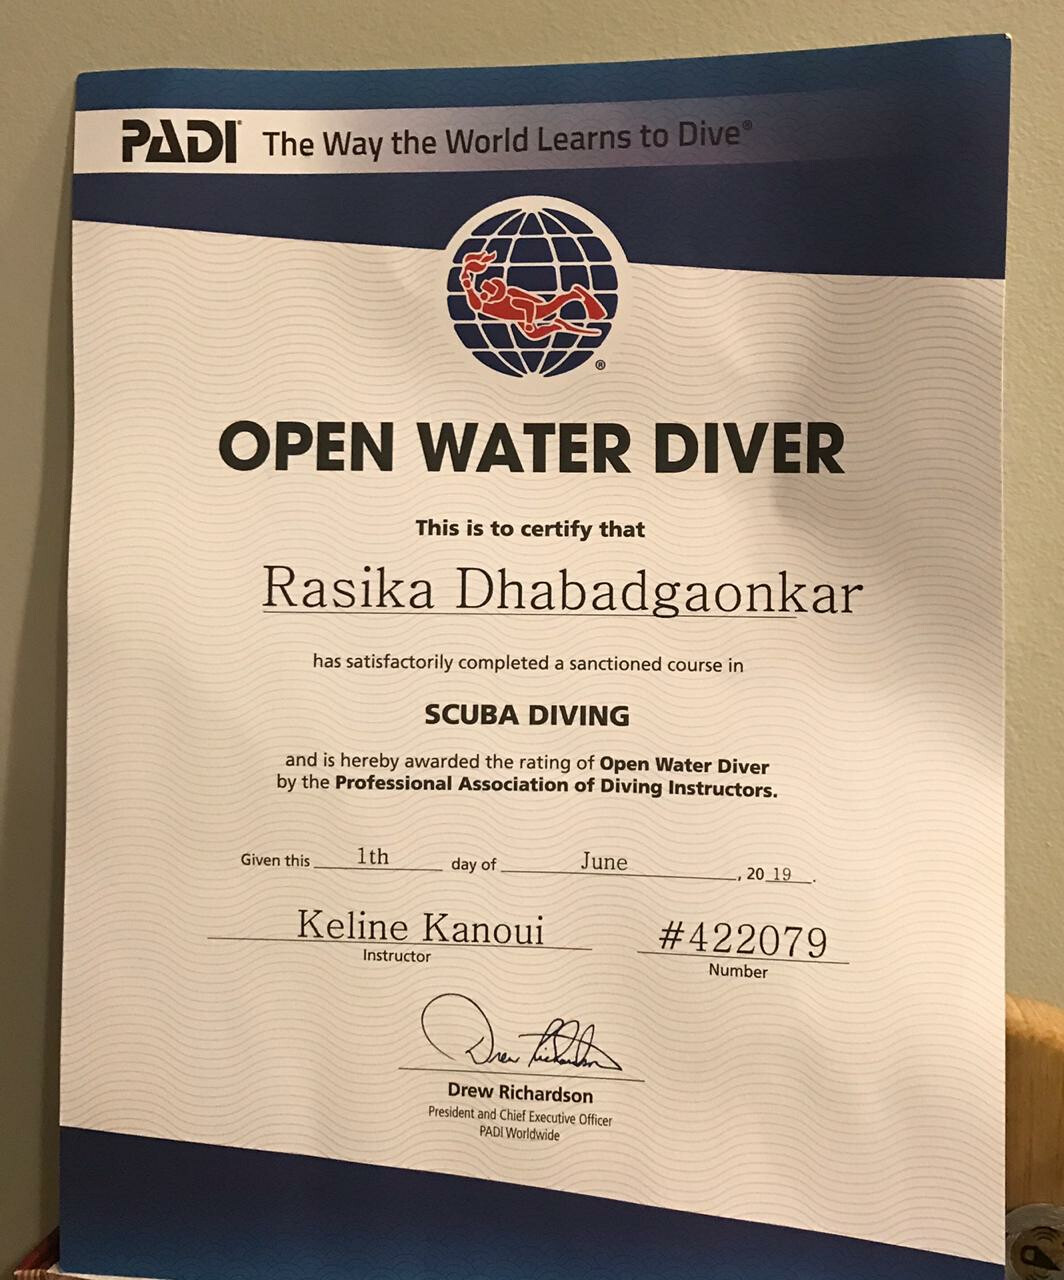 PADI® The Way the World Learns to Dive®
®
OPEN WATER DIVER
This is to certify that
Rasika Dhabadgaonkar
has satisfactorily completed a sanctioned course in
SCUBA DIVING
and is hereby awarded the rating of Open Water Diver
by the Professional Association of Diving Instructors.
Given this 1th day of June, 20 19.
Keline Kanoui #422079
Instructor Number
Drew Richardson
Drew Richardson
President and Chief Executive Officer
PADI Worldwide